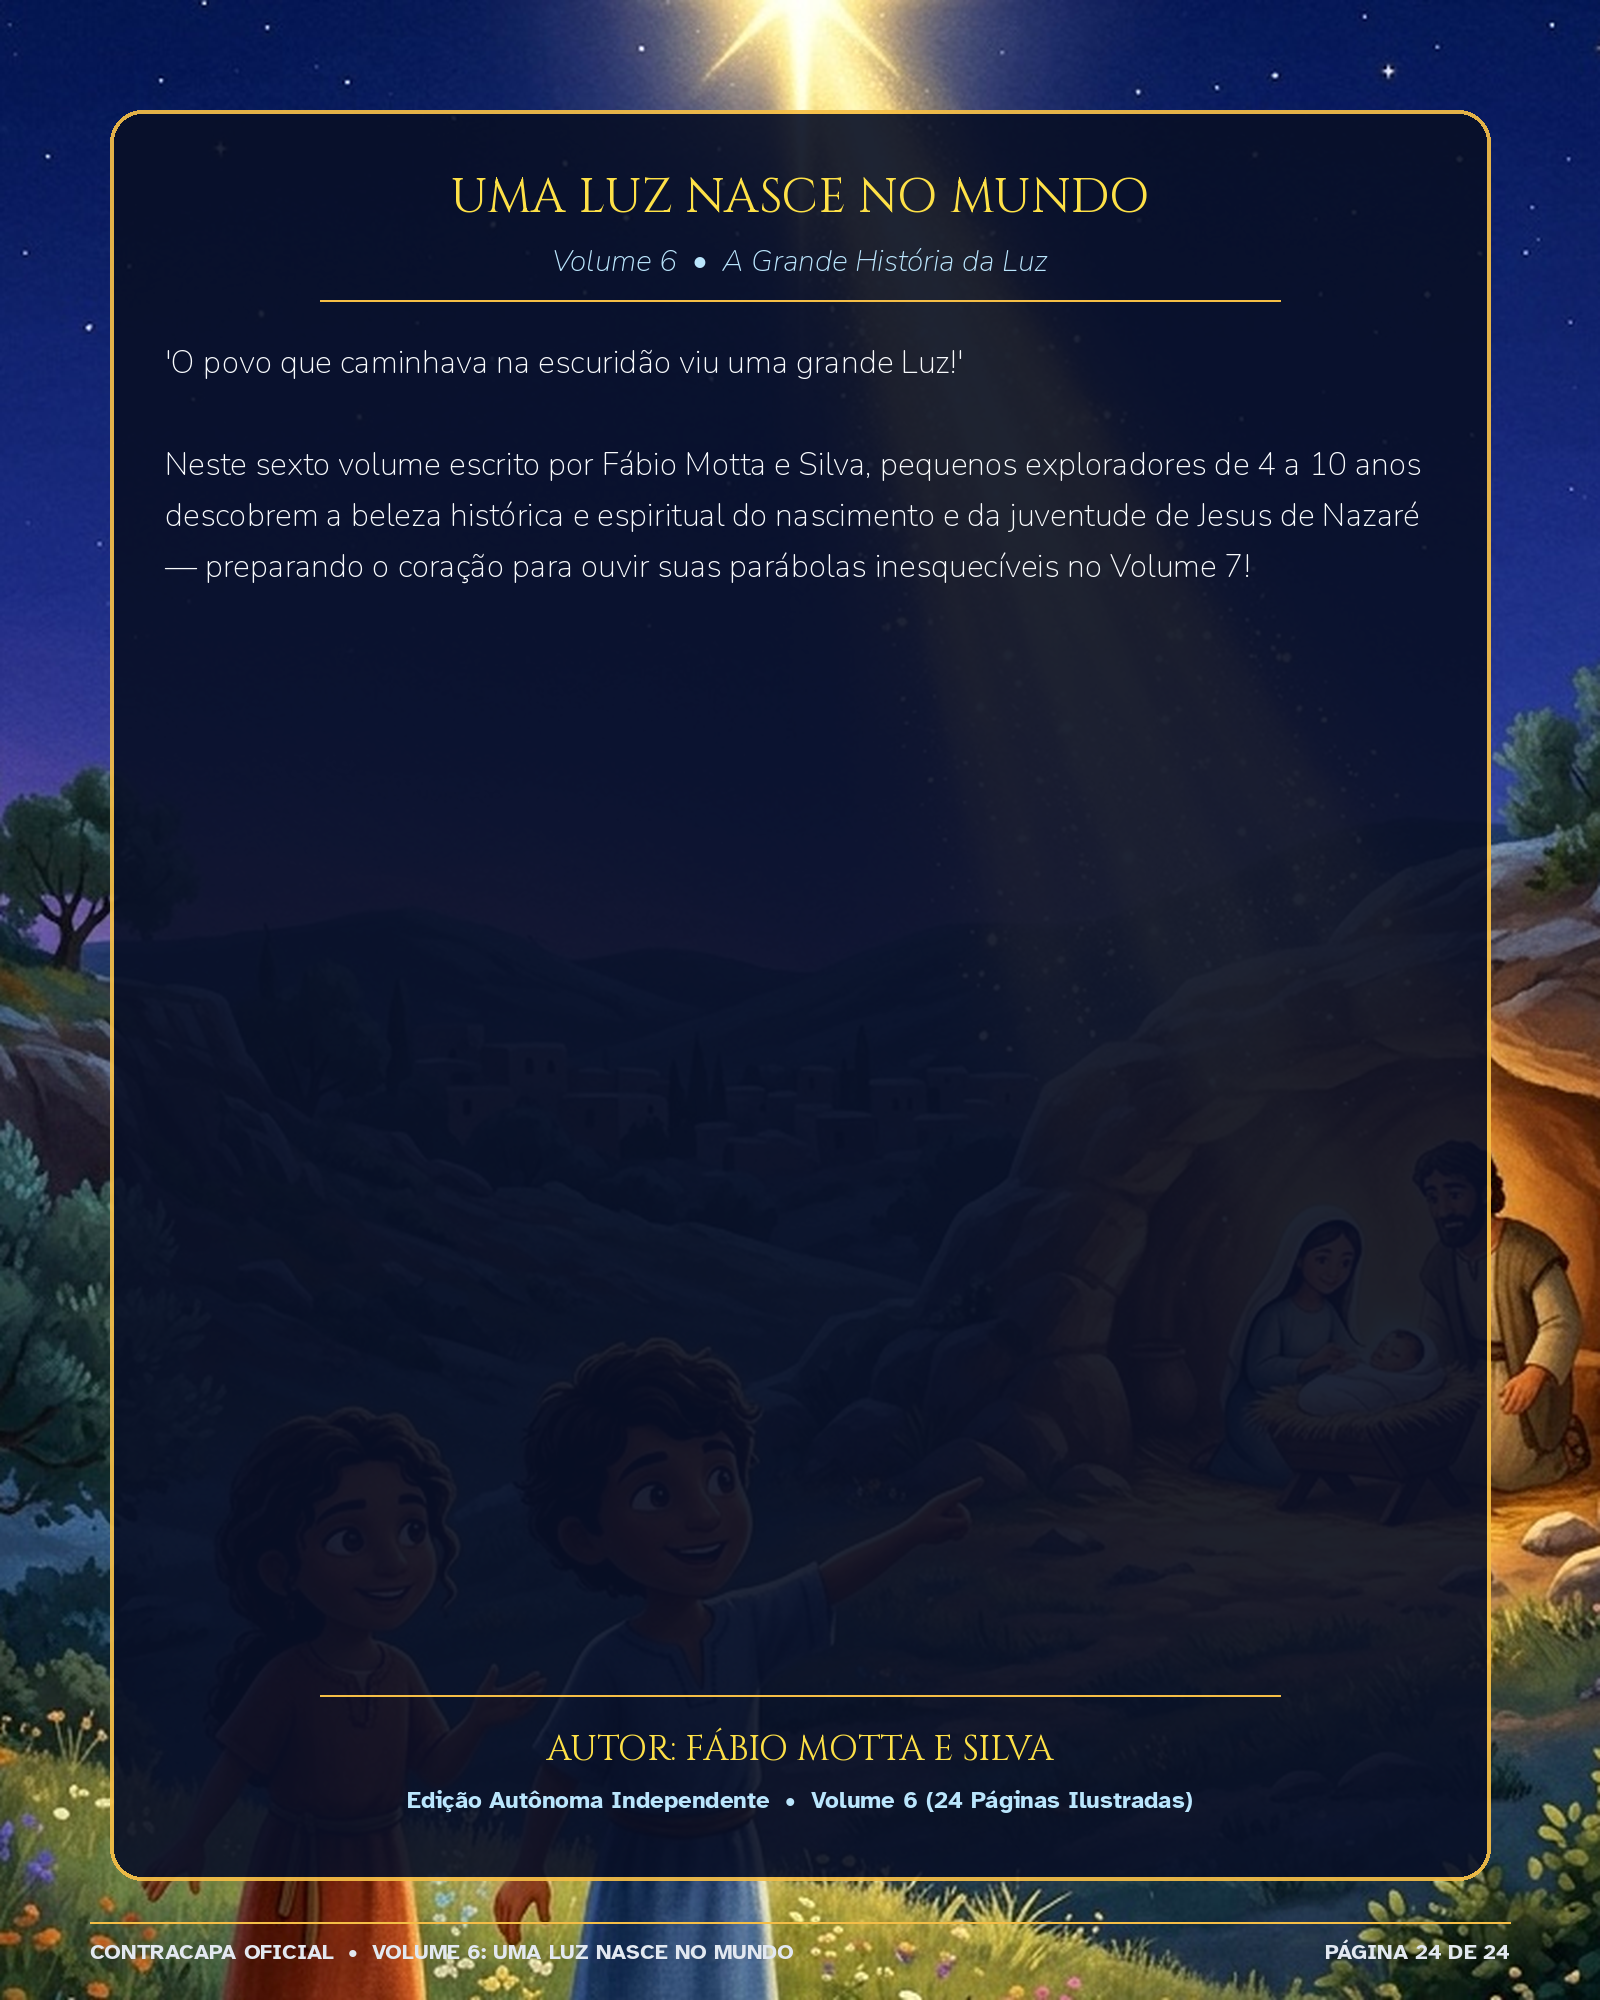 UMA LUZ NASCE NO MUNDO
Volume 6 • A Grande História da Luz
'O povo que caminhava na escuridão viu uma grande Luz!'
Neste sexto volume escrito por Fábio Motta e Silva, pequenos exploradores de 4 a 10 anos
descobrem a beleza histórica e espiritual do nascimento e da juventude de Jesus de Nazaré
— preparando o coração para ouvir suas parábolas inesquecíveis no Volume 7!
AUTOR: FÁBIO MOTTA E SILVA
Edição Autônoma Independente • Volume 6 (24 Páginas Ilustradas)
CONTRACAPA OFICIAL • VOLUME 6: UMA LUZ NASCE NO MUNDO
PÁGINA 24 DE 24